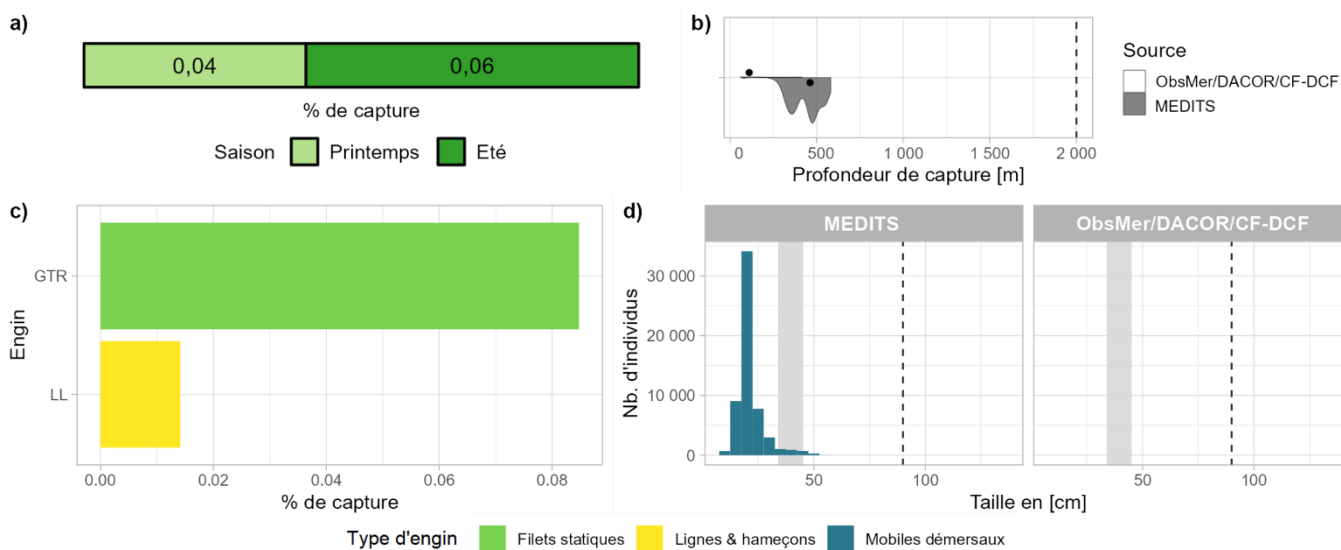 a)
0,04 0,06
% de capture
Saison Printemps Eté
b)
0 500 1 000 1 500 2 000
Profondeur de capture [m]
Source
ObsMer/DACOR/CF-DCF
MEDITS
c)
Engin
GTR
LL
0.00 0.02 0.04 0.06 0.08
% de capture
d)
MEDITS ObsMer/DACOR/CF-DCF
Nb. d'individus
30 000
20 000
10 000
0
50 100 50 100
Taille en [cm]
Type d'engin Filets statiques Lignes & hameçons Mobiles démersaux